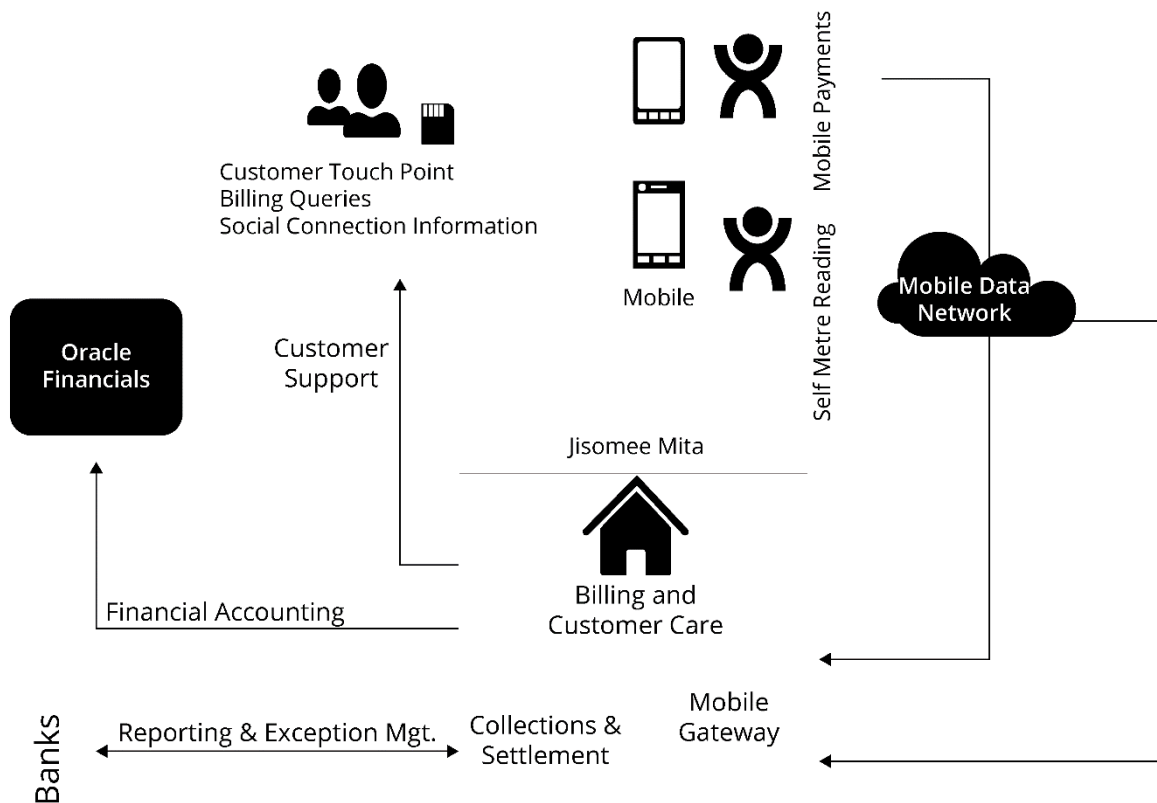 Mobile Payments
Customer Touch Point
Billing Queries
Social Connection Information
Mobile
Self Metre Reading
Mobile Data
Network
Oracle
Financials
Customer
Support
Jisomee Mita
Billing and
Customer Care
Financial Accounting
Banks
Reporting & Exception Mgt.
Collections &
Settlement
Mobile
Gateway